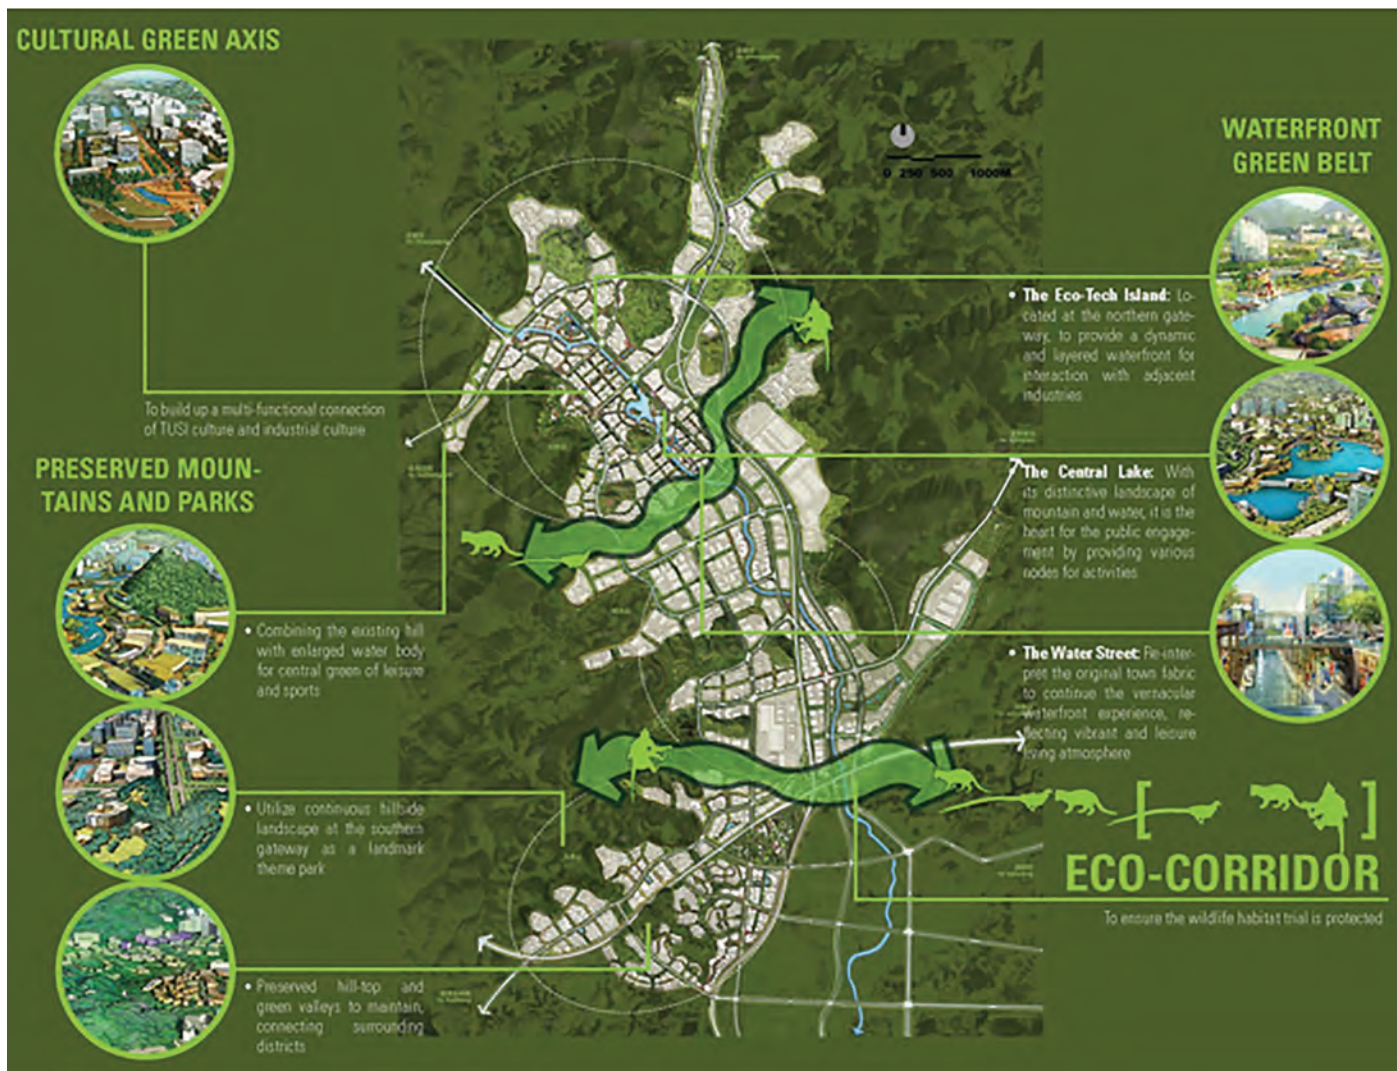 CULTURAL GREEN AXIS
To build up a multi-functional connection
of TUSI culture and industrial culture
PRESERVED MOUN-
TAINS AND PARKS
• Combining the existing hill
with enlarged water body
for central green of leisure
and sports
• Utilize continuous hillside
landscape at the southern
gateway as a landmark
theme park
• Preserved hill-top and
green valleys to maintain,
connecting surrounding
districts
0 250 500 1000M
WATERFRONT
GREEN BELT
• The Eco-Tech Island: Lo-
cated at the northern gate-
way, to provide a dynamic
and layered waterfront for
interaction with adjacent
industries
The Central Lake: With
its distinctive landscape of
mountain and water, it is the
heart for the public engage-
ment by providing various
nodes for activities
• The Water Street: Re-inter-
pret the original town fabric
to continue the vernacular
waterfront experience, re-
flecting vibrant and leisure
living atmosphere
[ ]
ECO-CORRIDOR
To ensure the wildlife habitat trial is protected